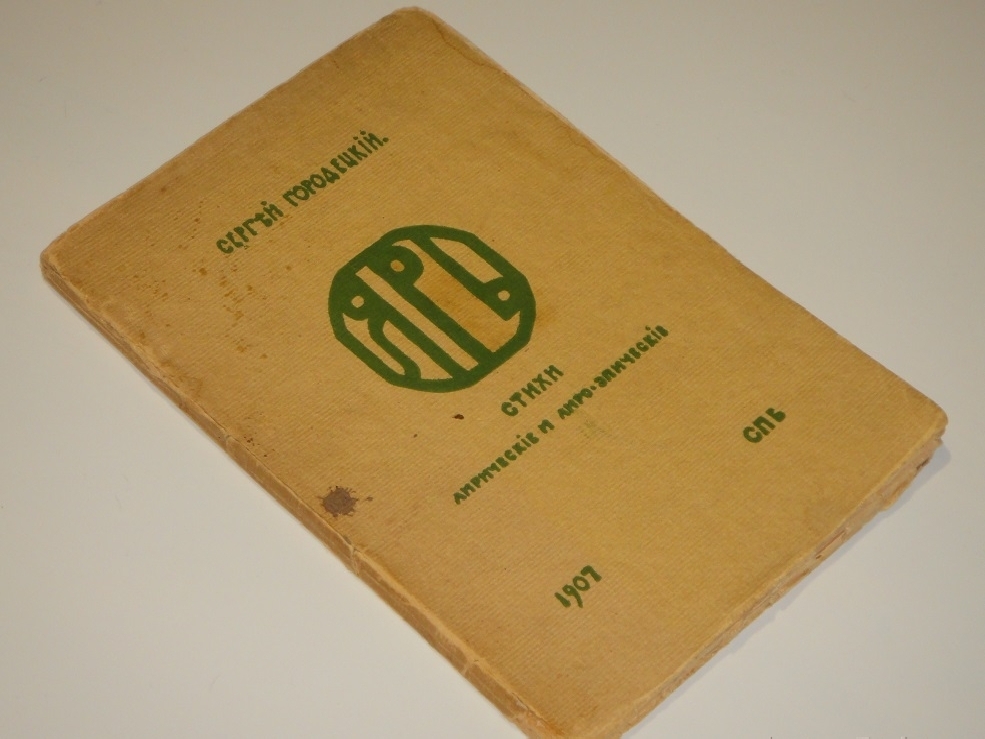 СЕРГѢЙ ГОРОДЕЦКІЙ.
ЯРЬ
СТИХИ
ЛИРИЧЕСКІЕ И ЛИРО-ЭПИЧЕСКІЕ
1907
СПБ